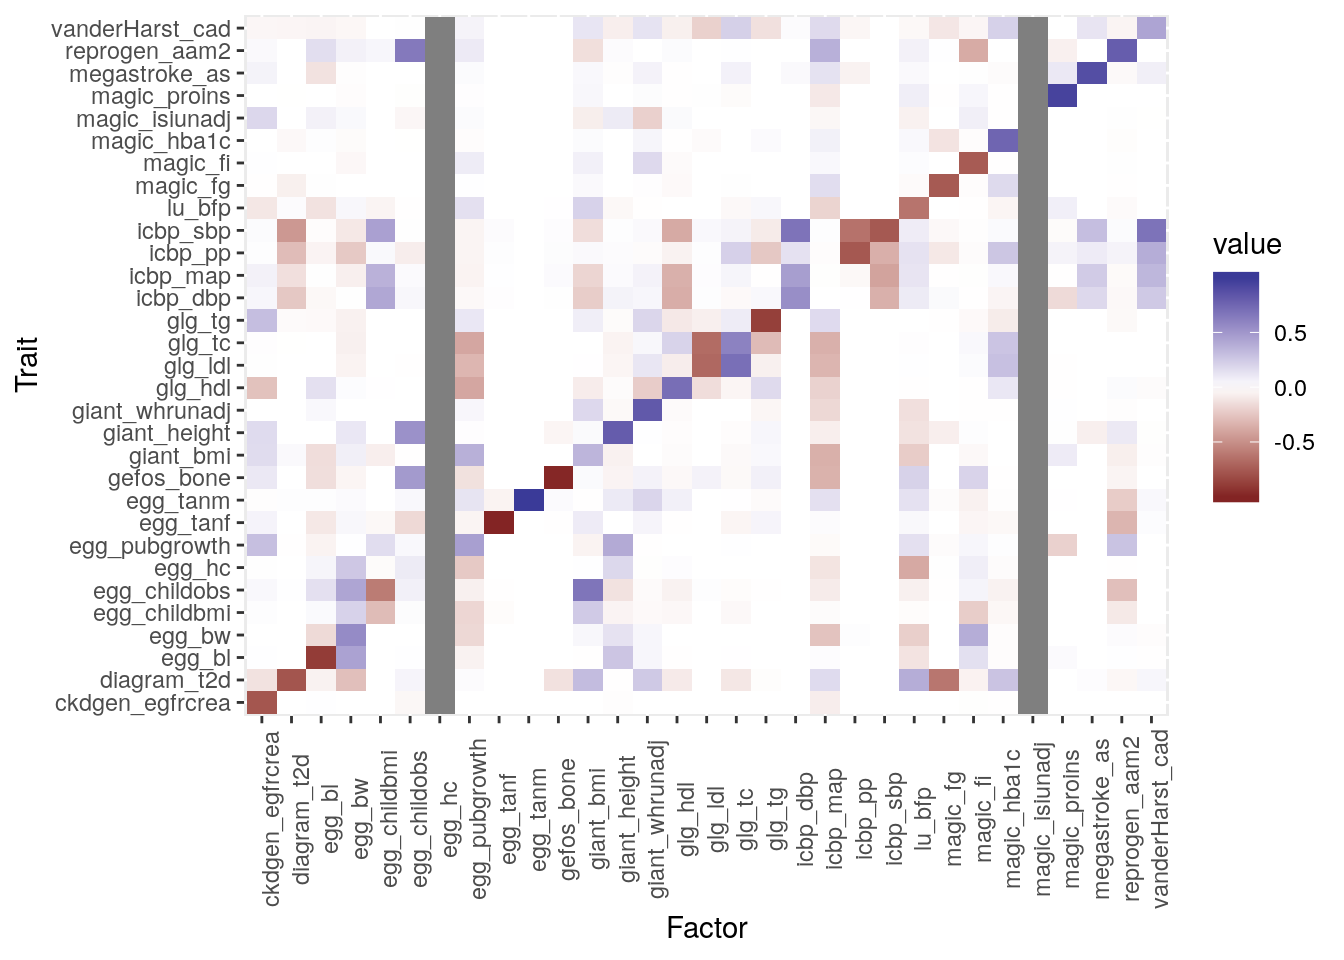 vanderHarst_cad
reprogen_aam2
megastroke_as
magic_proins
magic_isiunadj
magic_hba1c
magic_fi
magic_fg
lu_bfp
icbp_sbp
icbp_pp
icbp_map
icbp_dbp
glg_tg
glg_tc
glg_ldl
glg_hdl
giant_whrunadj
giant_height
giant_bmi
gefos_bone
egg_tanm
egg_tanf
egg_pubgrowth
egg_hc
egg_childobs
egg_childbmi
egg_bw
egg_bl
diagram_t2d
ckdgen_egfrcrea
Trait
ckdgen_egfrcrea
diagram_t2d
egg_bl
egg_bw
egg_childbmi
egg_childobs
egg_hc
egg_pubgrowth
egg_tanf
egg_tanm
gefos_bone
giant_bmi
giant_height
giant_whrunadj
glg_hdl
glg_ldl
glg_tc
glg_tg
icbp_dbp
icbp_map
icbp_pp
icbp_sbp
lu_bfp
magic_fg
magic_fi
magic_hba1c
magic_isiunadj
magic_proins
megastroke_as
reprogen_aam2
vanderHarst_cad
Factor
value
0.5
0.0
-0.5